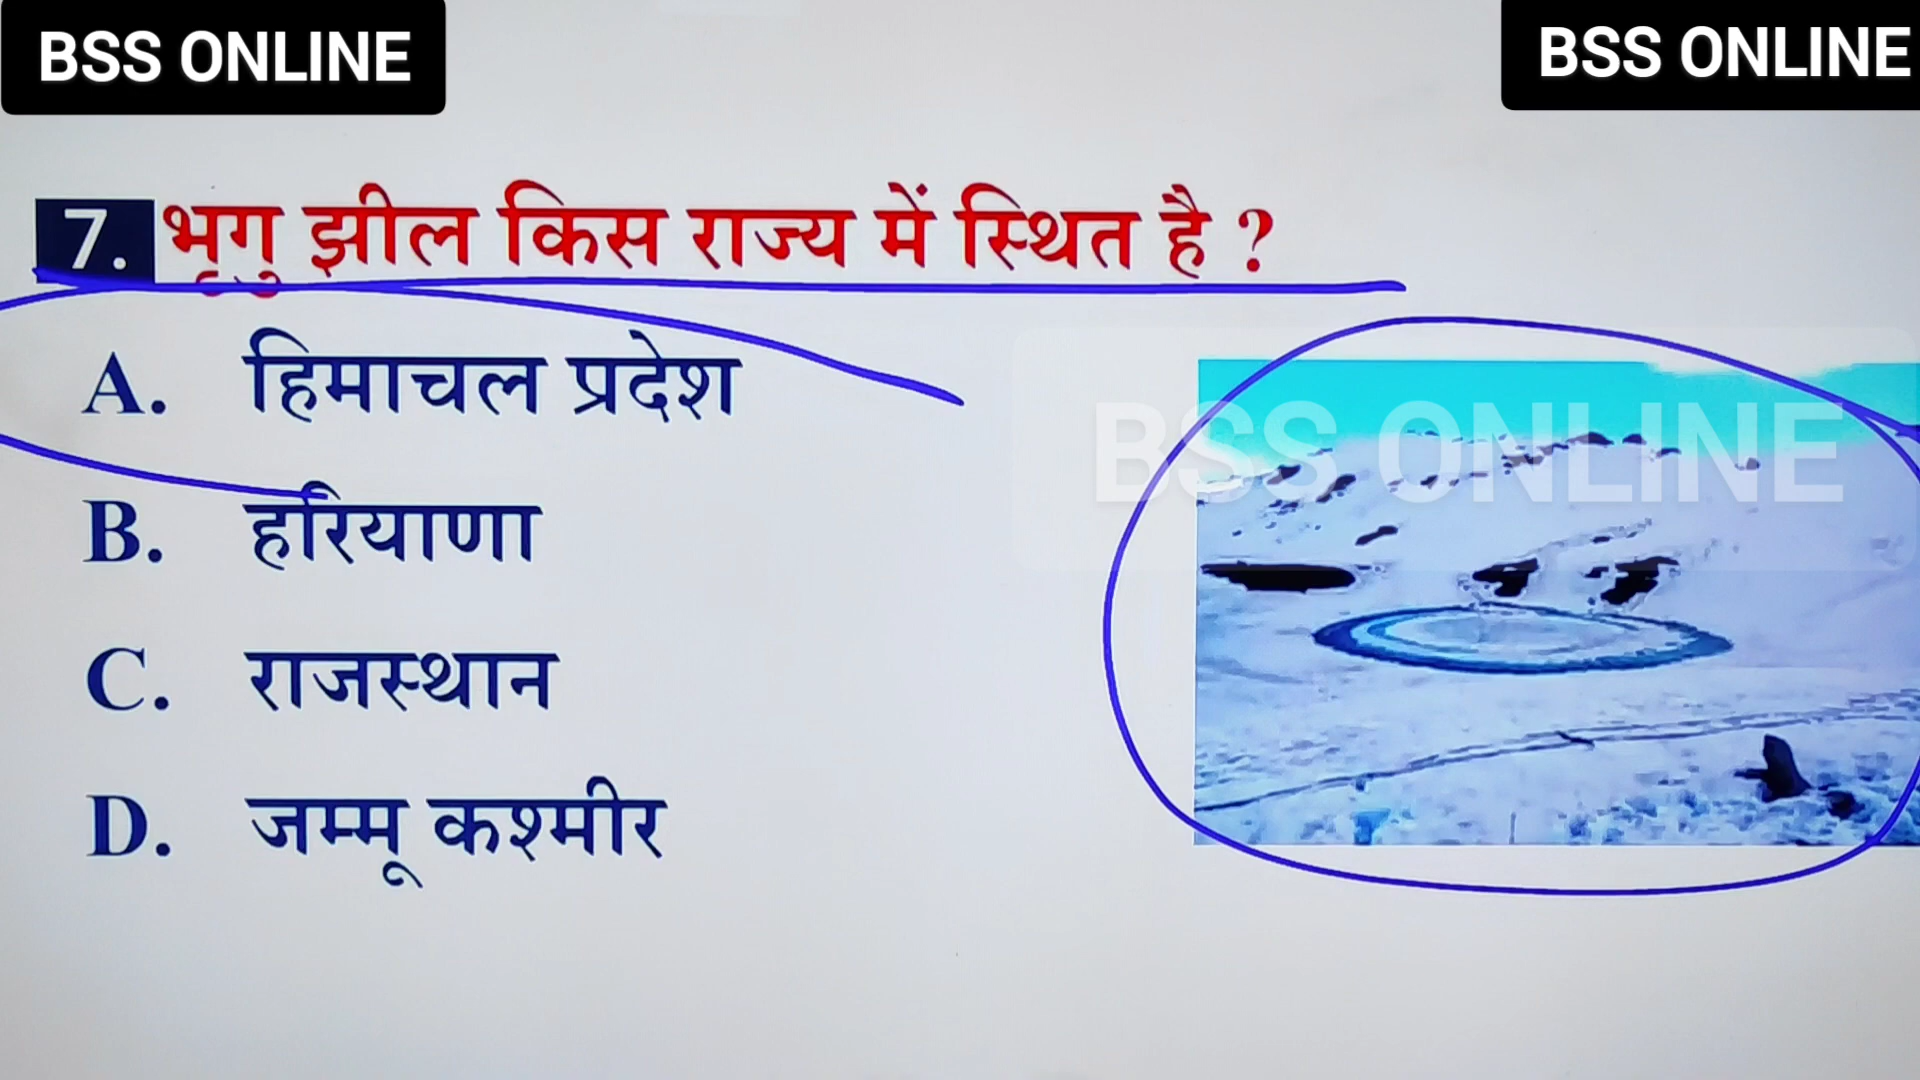 BSS ONLINE
BSS ONLINE
7. भृगु झील किस राज्य में स्थित है ?
A. हिमाचल प्रदेश
BSS ONLINE
B. हरियाणा
C. राजस्थान
D. जम्मू कश्मीर